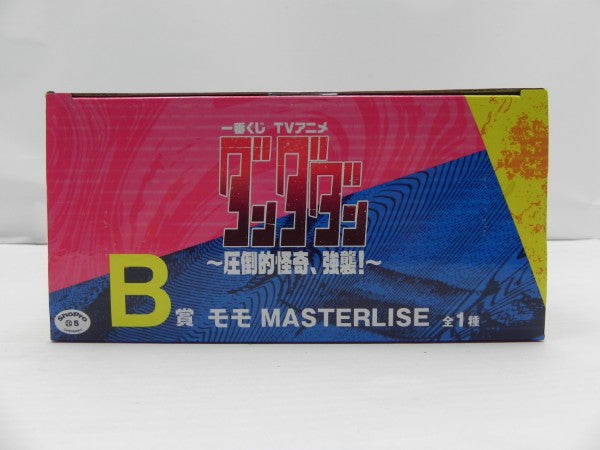 一番くじ TVアニメ
ダンダダン
~圧倒的怪奇、強襲!~
B賞 モモ MASTERLISE 全1種
ShoPro
S